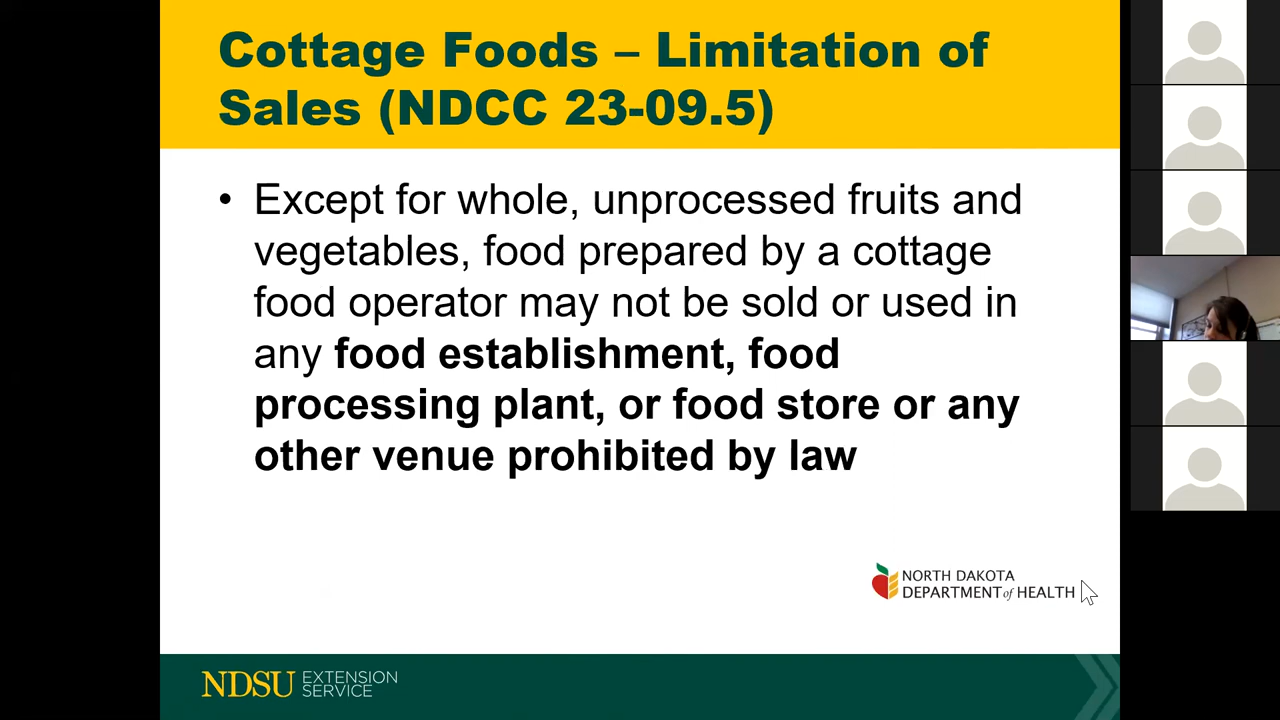 Cottage Foods – Limitation of
Sales (NDCC 23-09.5)
• Except for whole, unprocessed fruits and
vegetables, food prepared by a cottage
food operator may not be sold or used in
any food establishment, food
processing plant, or food store or any
other venue prohibited by law
NORTH DAKOTA
DEPARTMENT of HEALTH
NDSU EXTENSION
SERVICE